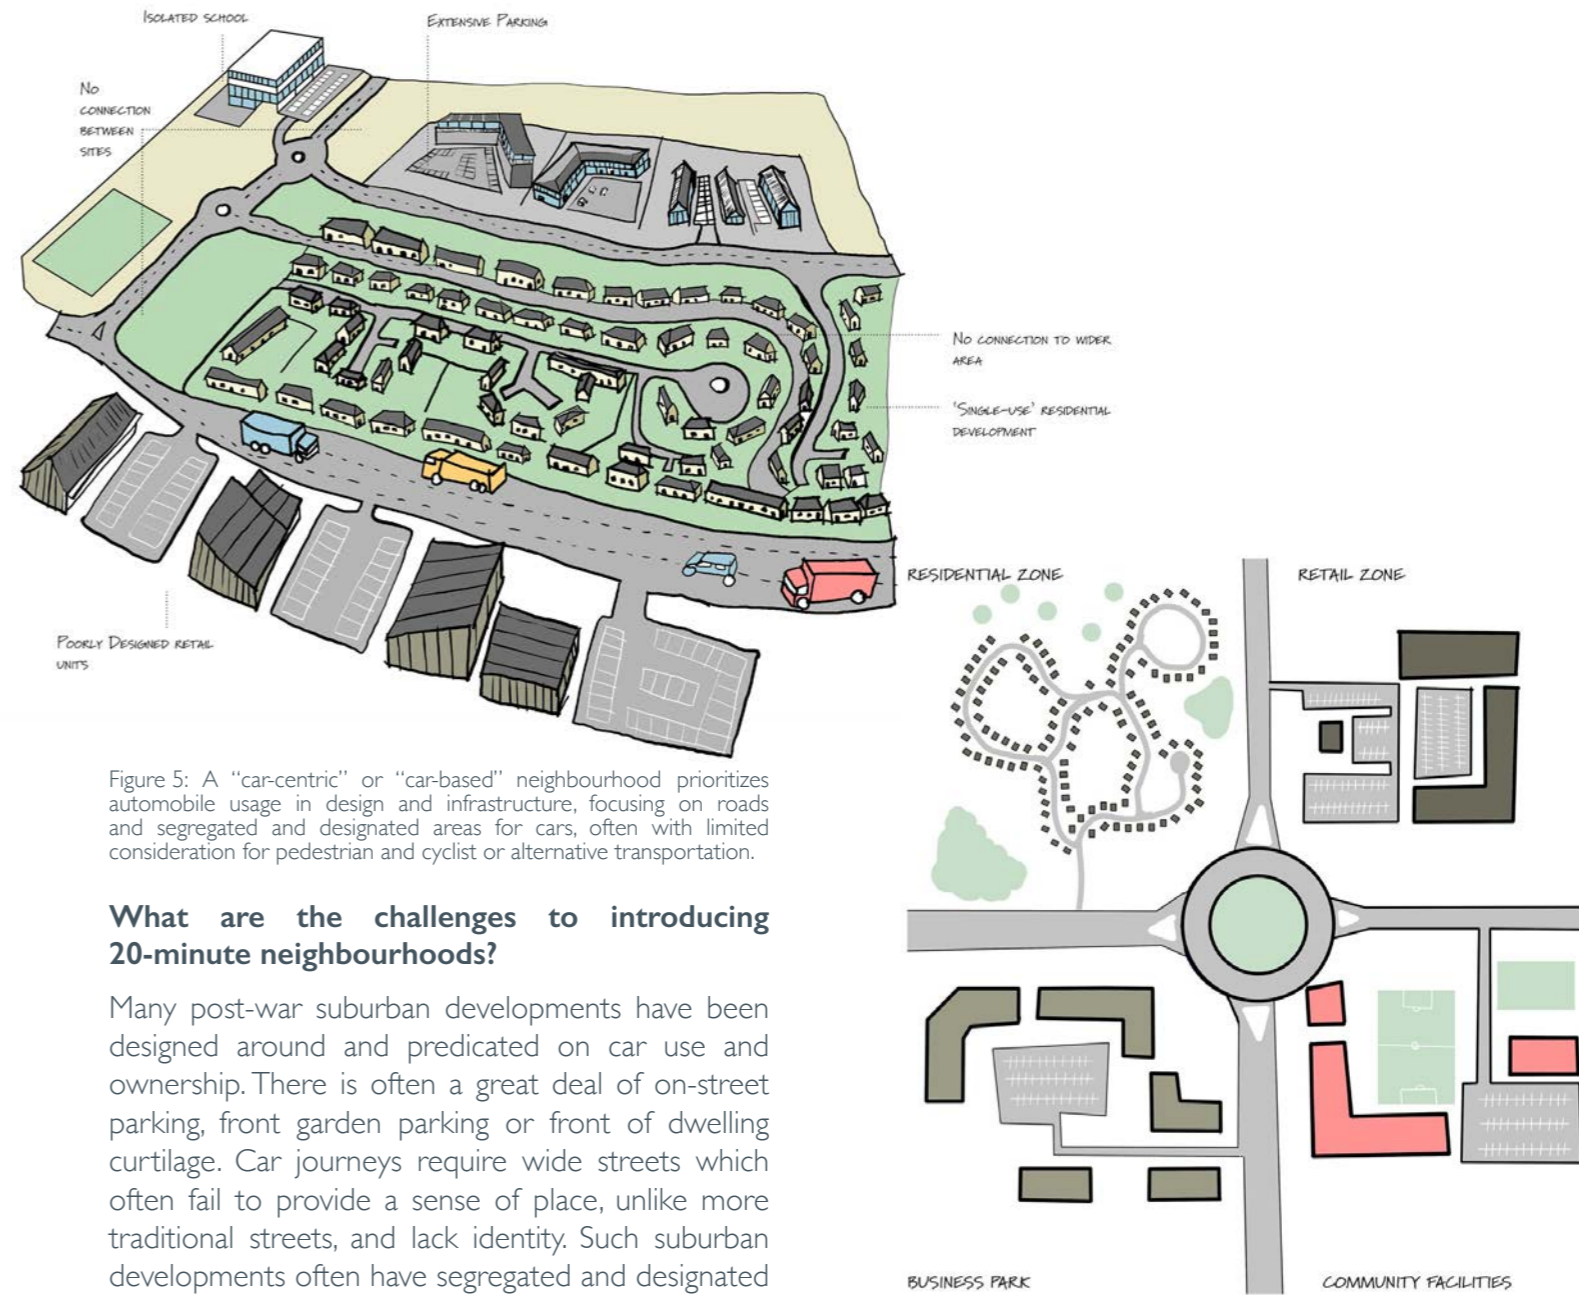 ISOLATED SCHOOL
EXTENSIVE PARKING
NO
CONNECTION
BETWEEN
SITES
NO CONNECTION TO WIDER
AREA
'SINGLE-USE' RESIDENTIAL
DEVELOPMENT
POORLY DESIGNED RETAIL
UNITS
Figure 5: A “car-centric” or “car-based” neighbourhood prioritizes
automobile usage in design and infrastructure, focusing on roads
and segregated and designated areas for cars, often with limited
consideration for pedestrian and cyclist or alternative transportation.
What are the challenges to introducing
20-minute neighbourhoods?
Many post-war suburban developments have been
designed around and predicated on car use and
ownership. There is often a great deal of on-street
parking, front garden parking or front of dwelling
curtilage. Car journeys require wide streets which
often fail to provide a sense of place, unlike more
traditional streets, and lack identity. Such suburban
developments often have segregated and designated
RESIDENTIAL ZONE
RETAIL ZONE
BUSINESS PARK
COMMUNITY FACILITIES